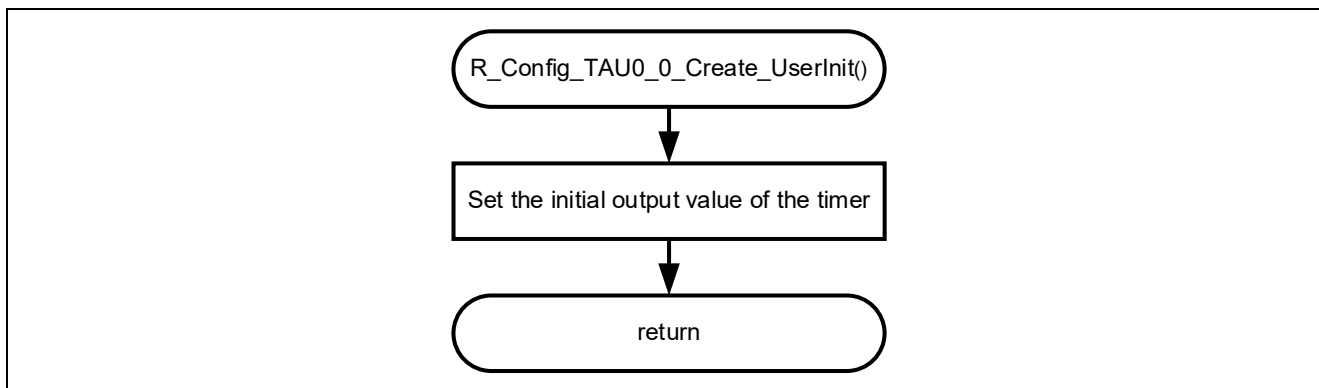 R_Config_TAU0_0_Create_UserInit()
Set the initial output value of the timer
return